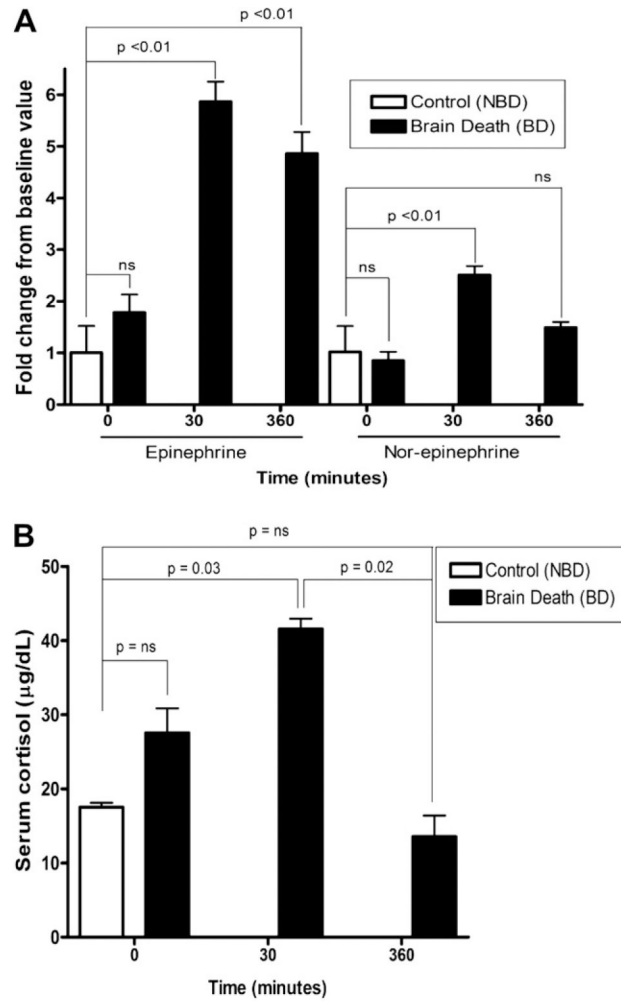 A
p <0.01
p <0.01
Control (NBD)
Brain Death (BD)
ns
p <0.01
ns
ns
Fold change from baseline value
6
5
4
3
2
1
0
0
30
360
0
30
360
Epinephrine
Nor-epinephrine
Time (minutes)
B
p = ns
Control (NBD)
Brain Death (BD)
p = 0.03
p = 0.02
p = ns
Serum cortisol (μg/dL)
50
40
30
20
10
0
0
30
360
Time (minutes)